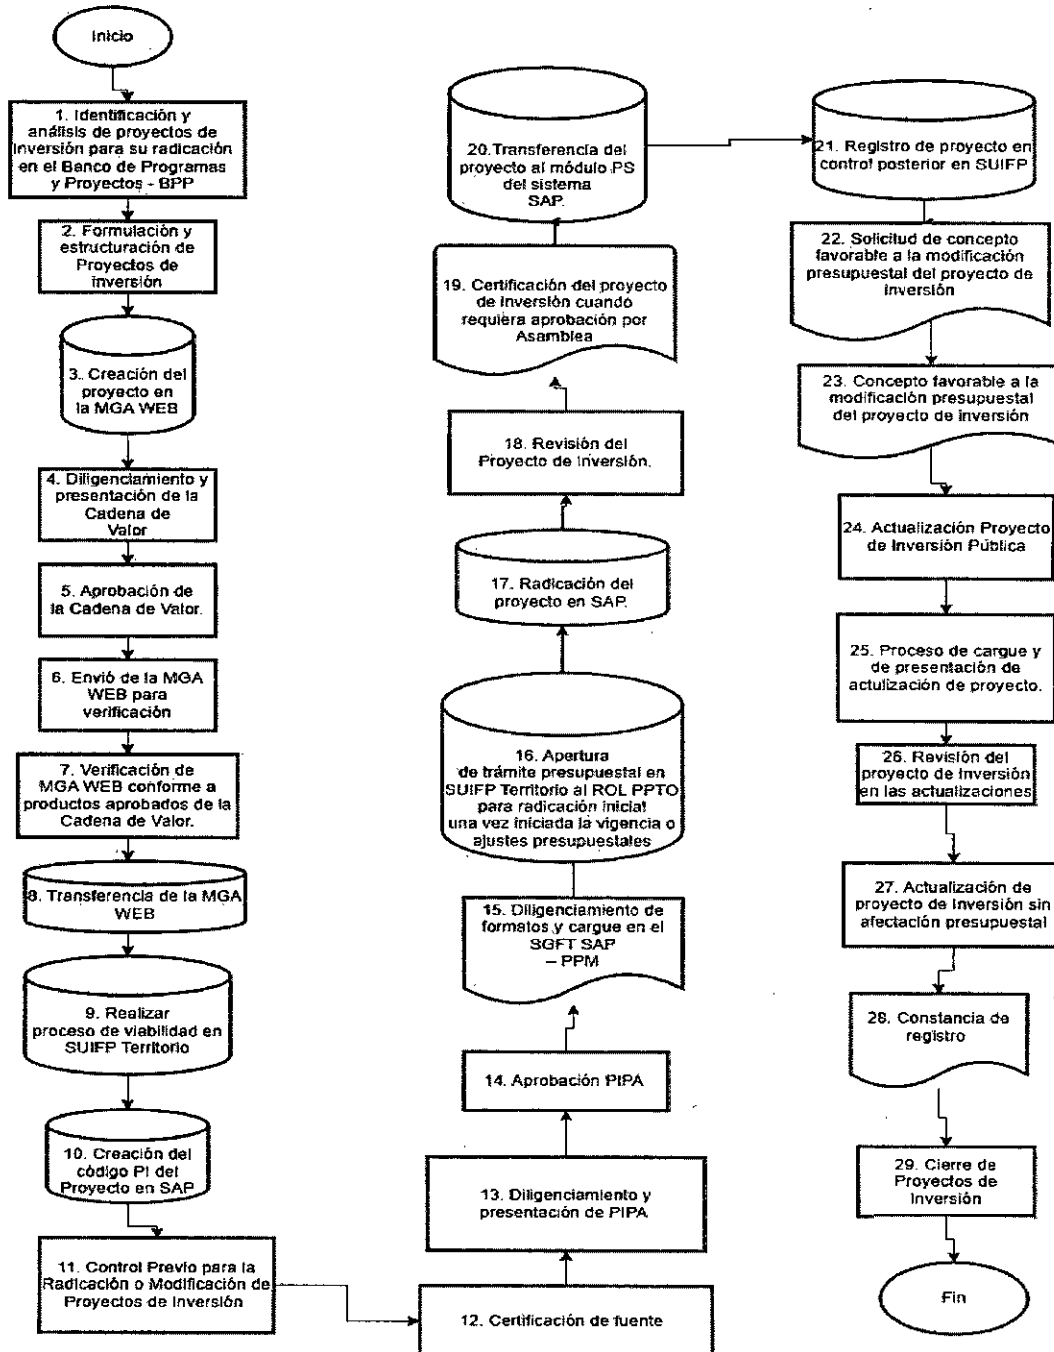 Inicio
1. Identificación y
análisis de proyectos de
Inversión para su radicación
en el Banco de Programas
y Proyectos - BPP
2. Formulación y
estructuración de
Proyectos de
Inversión
3. Creación del
proyecto en
la MGA WEB
4. Diligenciamiento y
presentación de la
Cadena de
Valor
5. Aprobación de
la Cadena de Valor.
6. Envió de la MGA
WEB para
verificación
7. Verificación de
MGA WEB conforme a
productos aprobados de la
Cadena de Valor.
8. Transferencia de la MGA
WEB
9. Realizar
proceso de viabilidad en
SUIFP Territorio
10. Creación del
código PI del
Proyecto en SAP
11. Control Previo para la
Radicación o Modificación de
Proyectos de Inversión
12. Certificación de fuente
13. Diligenciamiento y
presentación de PIPA
14. Aprobación PIPA
15. Diligenciamiento de
formatos y cargue en el
SGFT SAP
– PPM
16. Apertura
de trámite presupuestal en
SUIFP Territorio al ROL PPTO
para radicación inicial
una vez iniciada la vigencia o
ajustes presupuestales
17. Radicación del
proyecto en SAP.
18. Revisión del
Proyecto de Inversión.
19. Certificación del proyecto
de Inversión cuando
requiera aprobación por
Asamblea
20.Transferencia del
proyecto al módulo PS
del sistema
SAP.
21. Registro de proyecto en
control posterior en SUIFP
22. Solicitud de concepto
favorable a la modificación
presupuestal del proyecto de
Inversión
23. Concepto favorable a la
modificación presupuestal
del proyecto de inversión
24. Actualización Proyecto
de Inversión Pública
25. Proceso de cargue y
de presentación de
actulización de proyecto.
26. Revisión del
proyecto de Inversión
en las actualizaciones
27. Actualización de
proyecto de Inversión sin
afectación presupuestal
28. Constancia de
registro
29. Cierre de
Proyectos de
Inversión
Fin